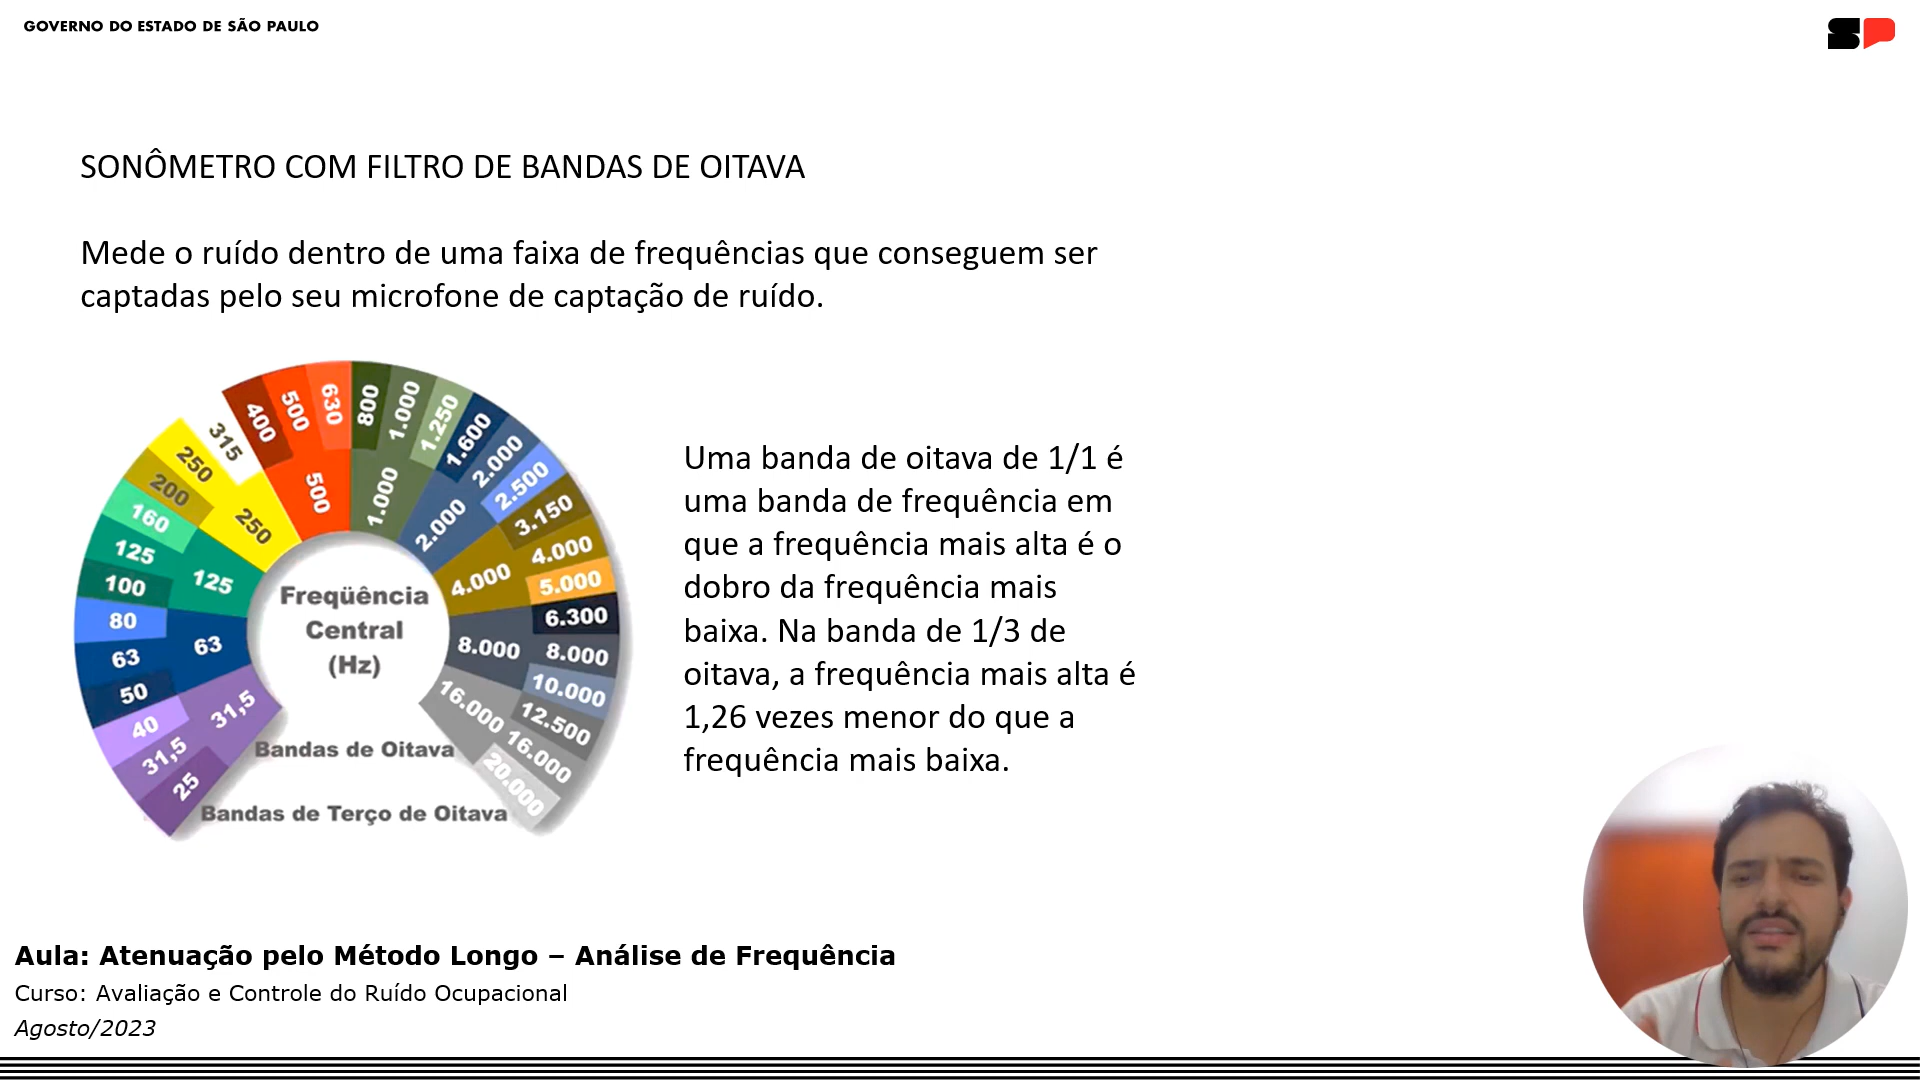 GOVERNO DO ESTADO DE SÃO PAULO
SP
SONÔMETRO COM FILTRO DE BANDAS DE OITAVA
Mede o ruído dentro de uma faixa de frequências que conseguem ser
captadas pelo seu microfone de captação de ruído.
25
31,5
40
50
63
80
100
125
160
200
250
315
400
500
630
800
1.000
1.250
1.600
2.000
2.500
3.150
4.000
5.000
6.300
8.000
10.000
12.500
16.000
20.000
31,5
63
125
250
500
1.000
2.000
4.000
8.000
16.000
Freqüência
Central
(Hz)
Bandas de Oitava
Bandas de Terço de Oitava
Uma banda de oitava de 1/1 é
uma banda de frequência em
que a frequência mais alta é o
dobro da frequência mais
baixa. Na banda de 1/3 de
oitava, a frequência mais alta é
1,26 vezes menor do que a
frequência mais baixa.
Aula: Atenuação pelo Método Longo – Análise de Frequência
Curso: Avaliação e Controle do Ruído Ocupacional
Agosto/2023